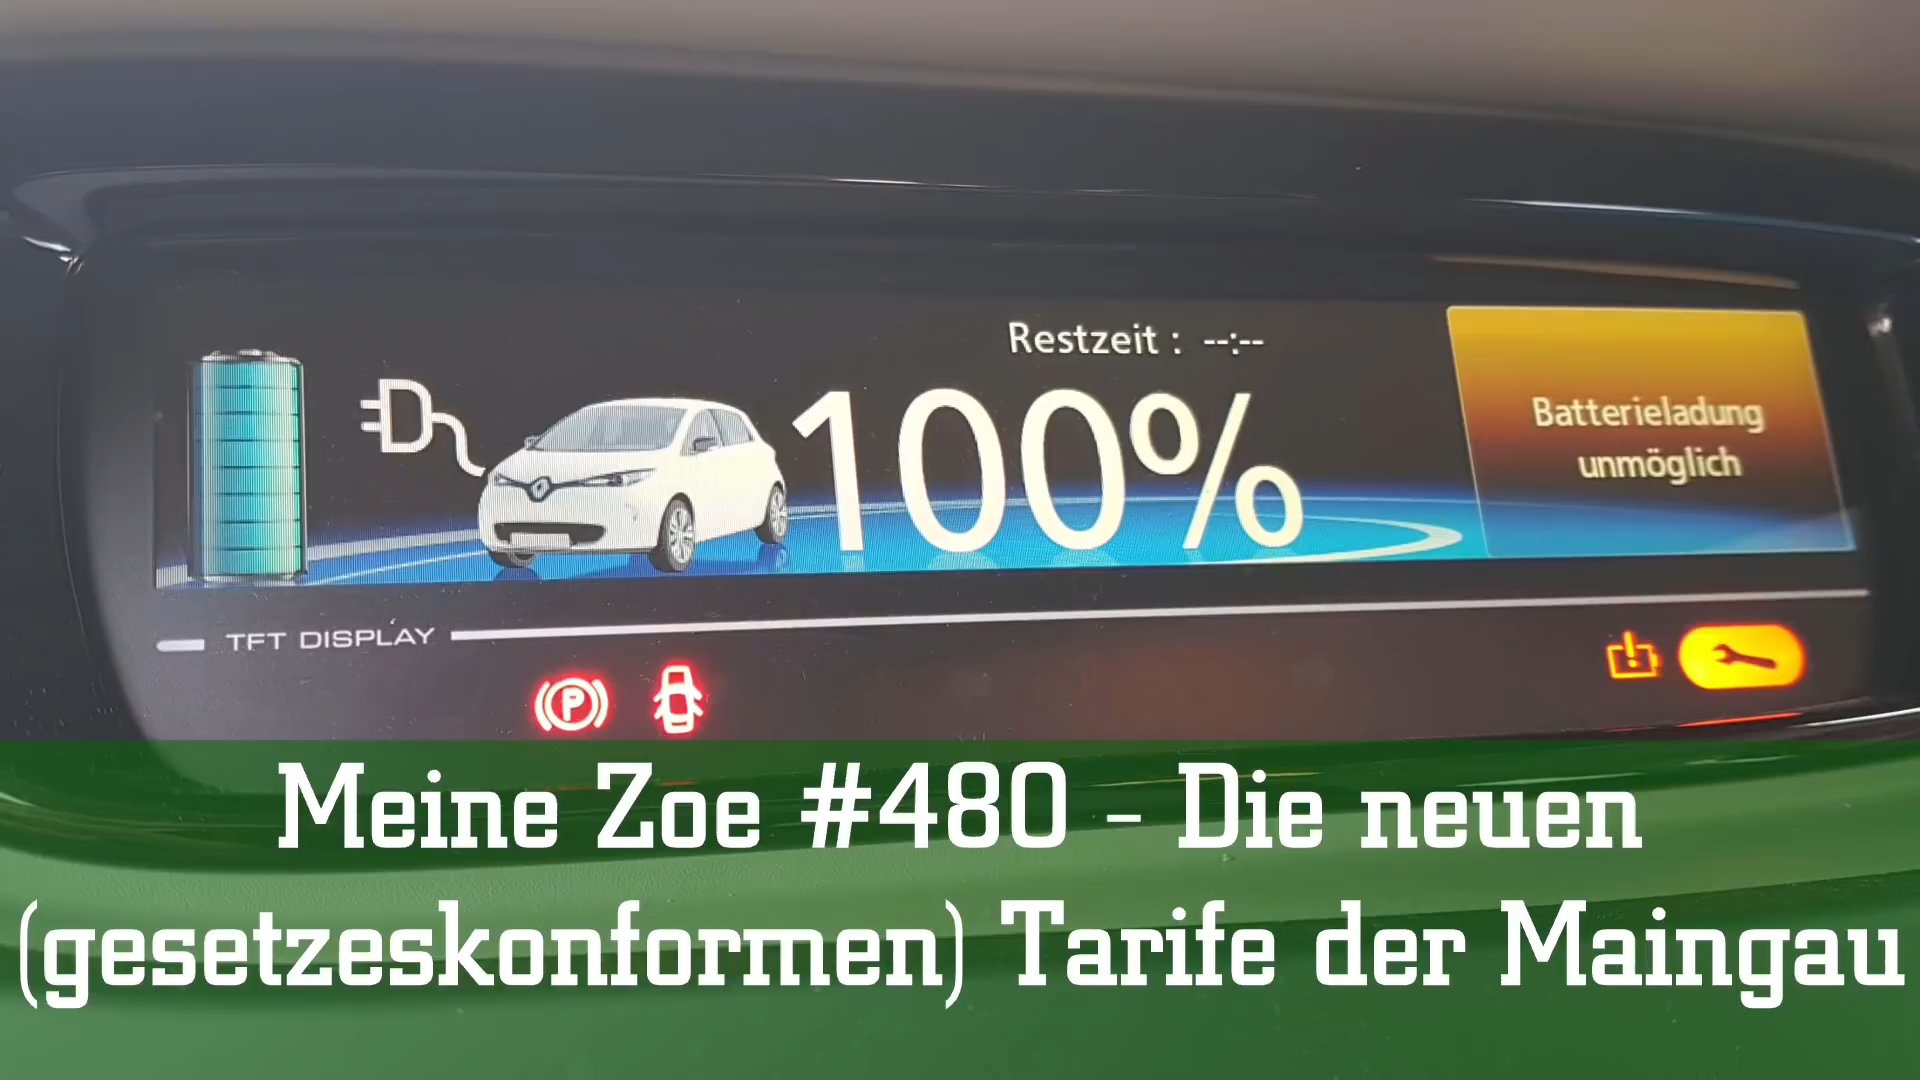 Restzeit : --:--
100%
Batterieladung
unmöglich
TFT DISPLAY
P
Meine Zoe #480 – Die neuen
(gesetzeskonformen) Tarife der Maingau